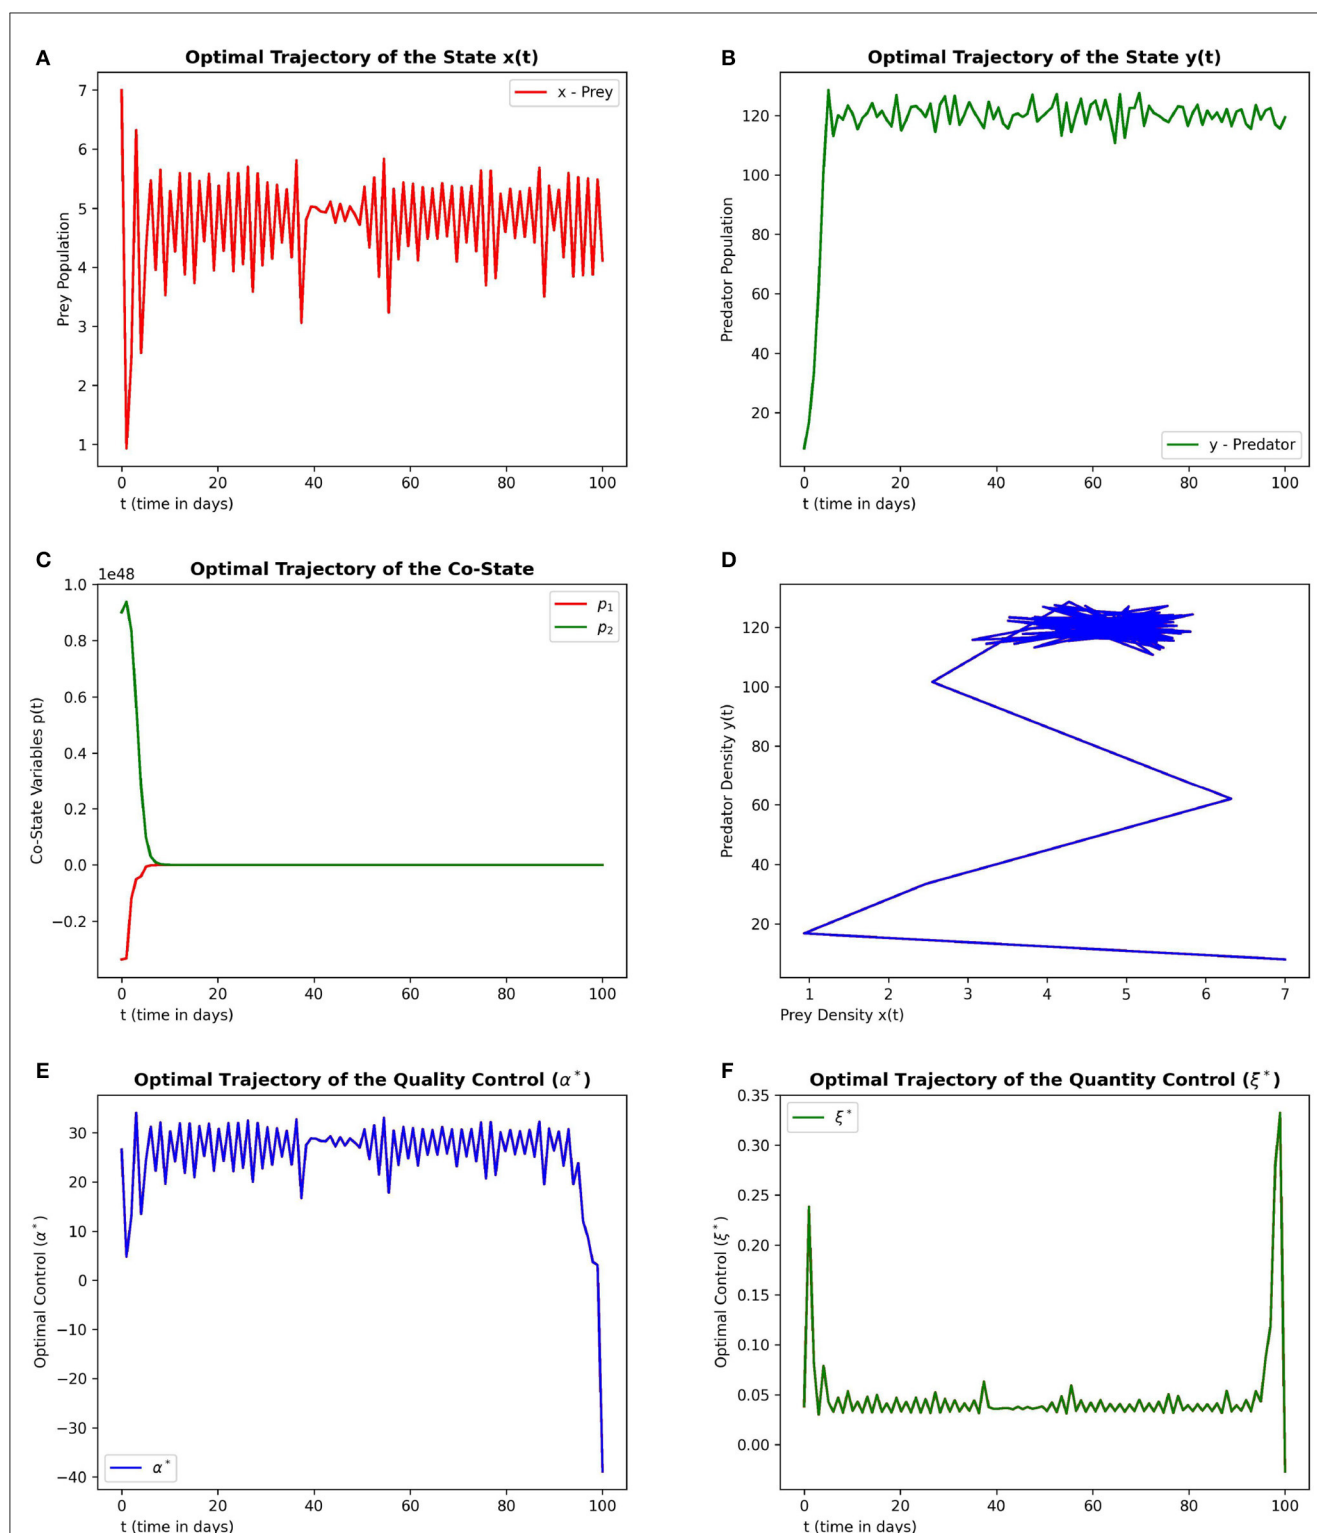 A
Optimal Trajectory of the State x(t)
x - Prey
7
6
5
4
3
2
1
Prey Population
0 20 40 60 80 100
t (time in days)
B
Optimal Trajectory of the State y(t)
120
100
80
60
40
20
Predator Population
y - Predator
0 20 40 60 80 100
t (time in days)
C
1e48
Optimal Trajectory of the Co-State
p₁
p₂
1.0
0.8
0.6
0.4
0.2
0.0
−0.2
Co-State Variables p(t)
0 20 40 60 80 100
t (time in days)
D
120
100
80
60
40
20
Predator Density y(t)
1 2 3 4 5 6 7
Prey Density x(t)
E
Optimal Trajectory of the Quality Control (α*)
30
20
10
0
−10
−20
−30
−40
Optimal Control (α*)
α*
0 20 40 60 80 100
t (time in days)
F
Optimal Trajectory of the Quantity Control (ξ*)
ξ*
0.35
0.30
0.25
0.20
0.15
0.10
0.05
0.00
Optimal Control (ξ*)
0 20 40 60 80 100
t (time in days)